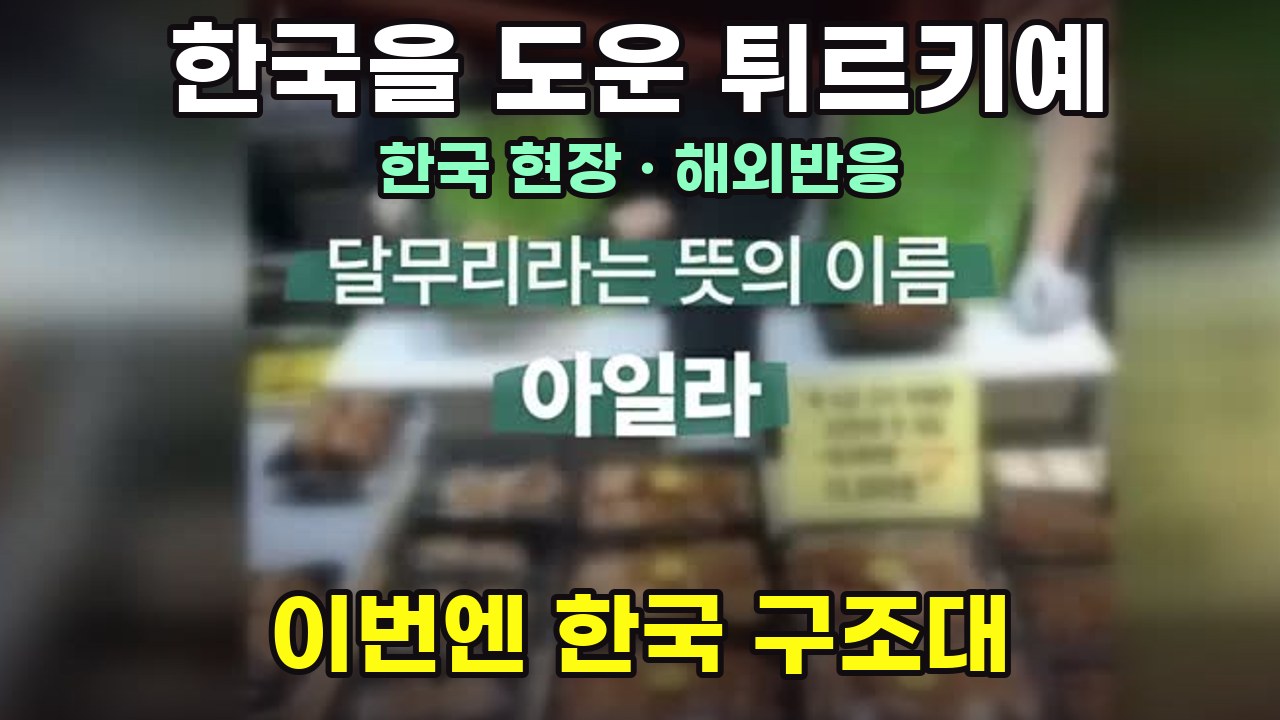 한국을 도운 튀르키예
한국 현장 · 해외반응
달무리라는 뜻의 이름
아일라
이번엔 한국 구조대